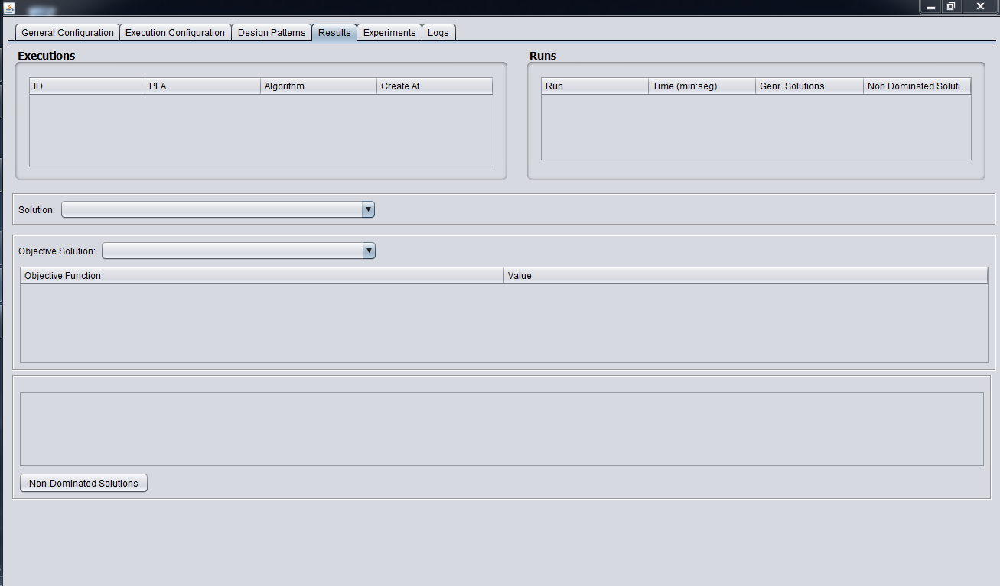 General Configuration Execution Configuration Design Patterns Results Experiments Logs
Executions Runs
ID PLA Algorithm Create At Run Time (min:seg) Genr. Solutions Non Dominated Soluti...
Solution:
Objective Solution:
Objective Function Value
Non-Dominated Solutions